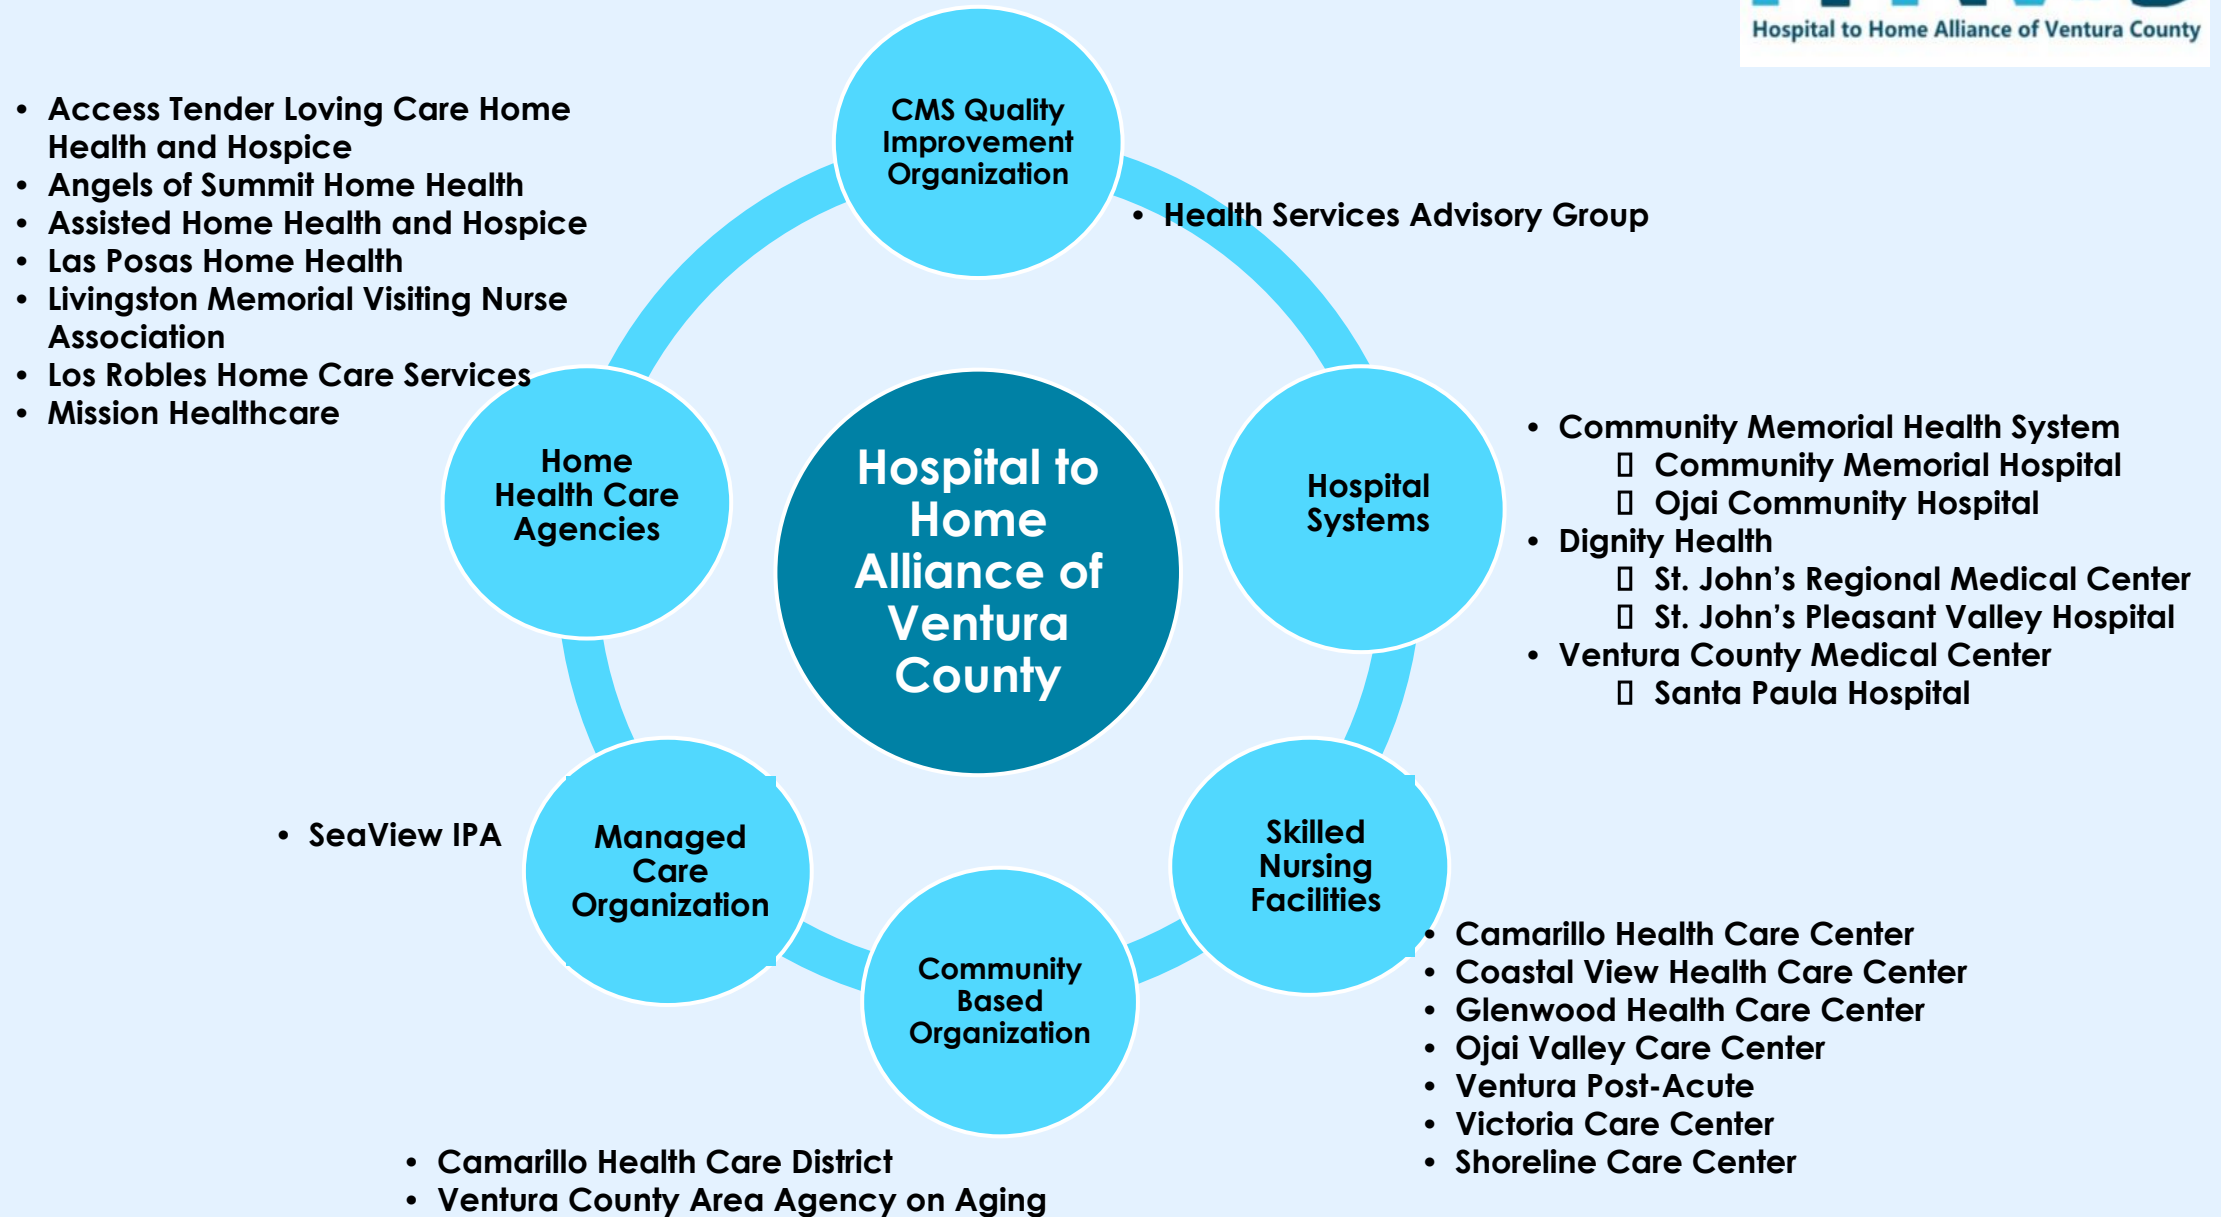 Hospital to Home Alliance of Ventura County
• Access Tender Loving Care Home
Health and Hospice
• Angels of Summit Home Health
• Assisted Home Health and Hospice
• Las Posas Home Health
• Livingston Memorial Visiting Nurse
Association
• Los Robles Home Care Services
• Mission Healthcare
CMS Quality
Improvement
Organization
• Health Services Advisory Group
Home
Health Care
Agencies
Hospital to
Home
Alliance of
Ventura
County
Hospital
Systems
• Community Memorial Health System
▯ Community Memorial Hospital
▯ Ojai Community Hospital
• Dignity Health
▯ St. John’s Regional Medical Center
▯ St. John’s Pleasant Valley Hospital
• Ventura County Medical Center
▯ Santa Paula Hospital
• SeaView IPA
Managed
Care
Organization
Community
Based
Organization
Skilled
Nursing
Facilities
• Camarillo Health Care Center
• Coastal View Health Care Center
• Glenwood Health Care Center
• Ojai Valley Care Center
• Ventura Post-Acute
• Victoria Care Center
• Shoreline Care Center
• Camarillo Health Care District
• Ventura County Area Agency on Aging